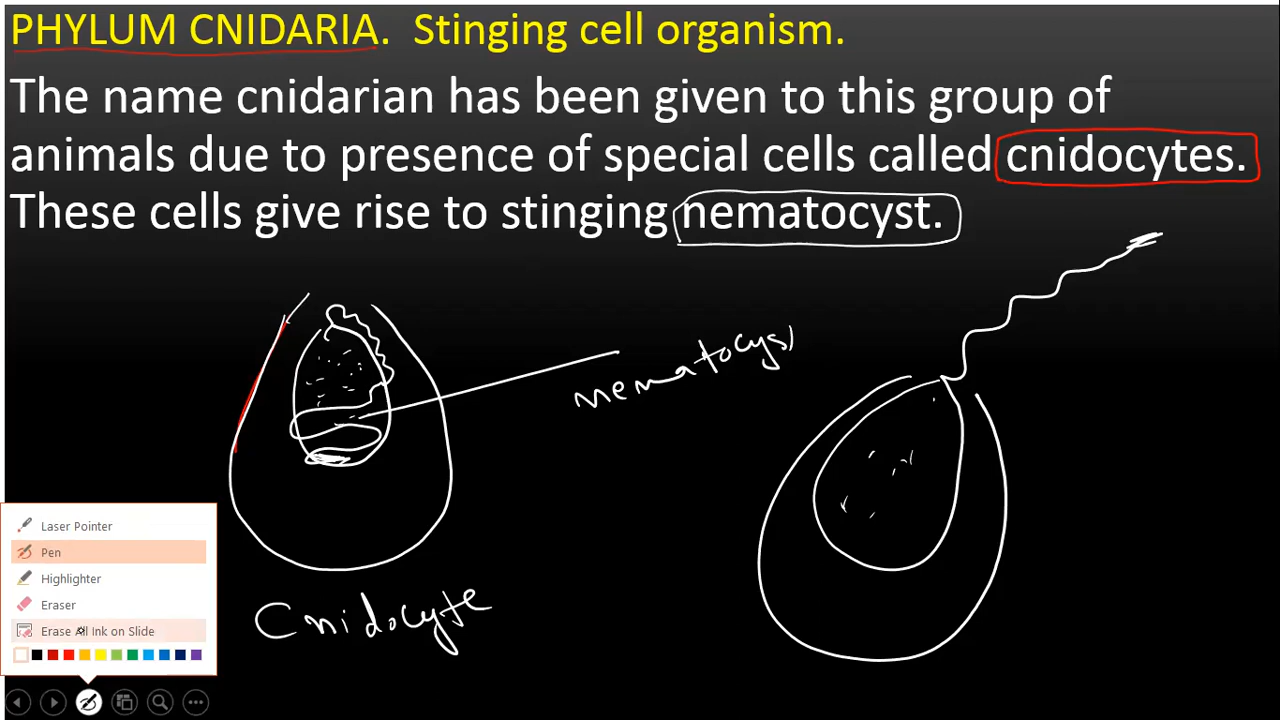 PHYLUM CNIDARIA. Stinging cell organism.
The name cnidarian has been given to this group of
animals due to presence of special cells called cnidocytes.
These cells give rise to stinging nematocyst.
nematocyst
Cnidocyte
Laser Pointer
Pen
Highlighter
Eraser
Erase All Ink on Slide